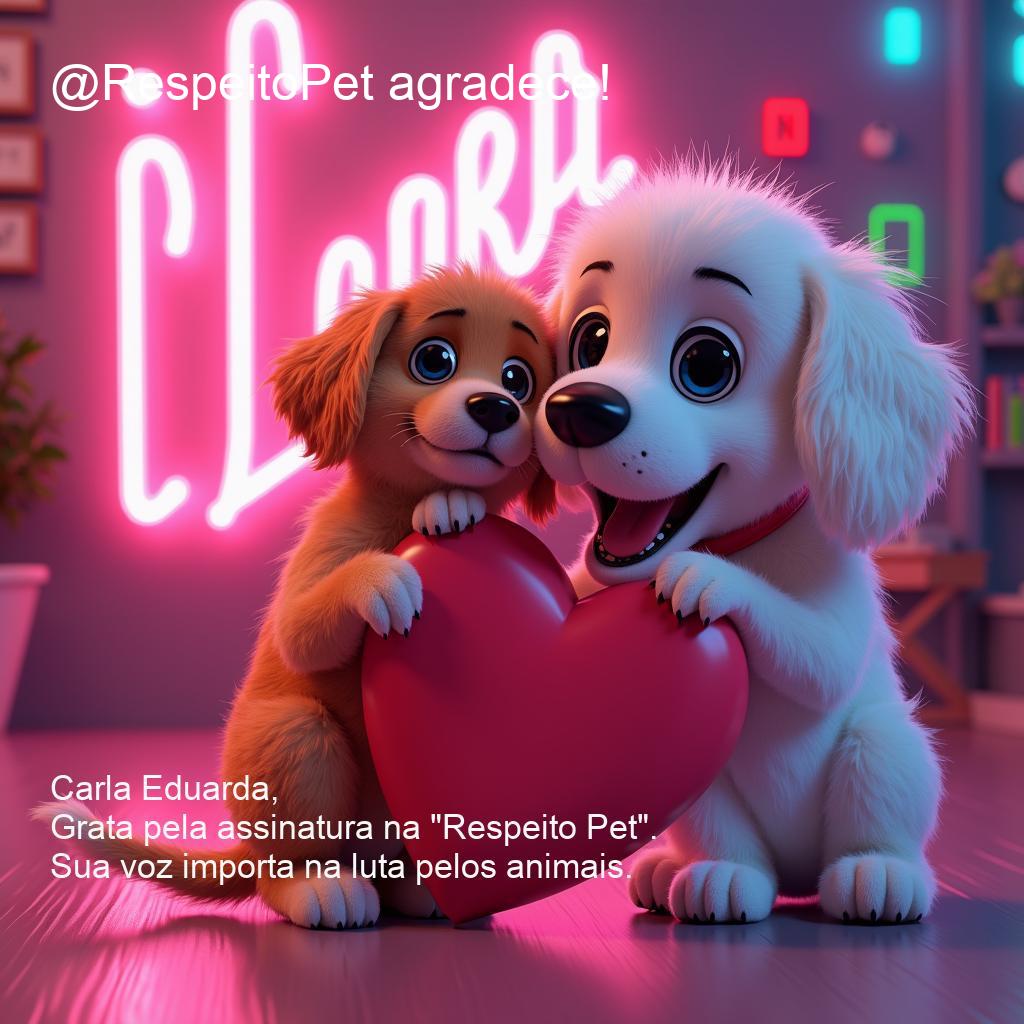 @RespeitoPet agradece!
Carla Eduarda,
Grata pela assinatura na "Respeito Pet".
Sua voz importa na luta pelos animais.